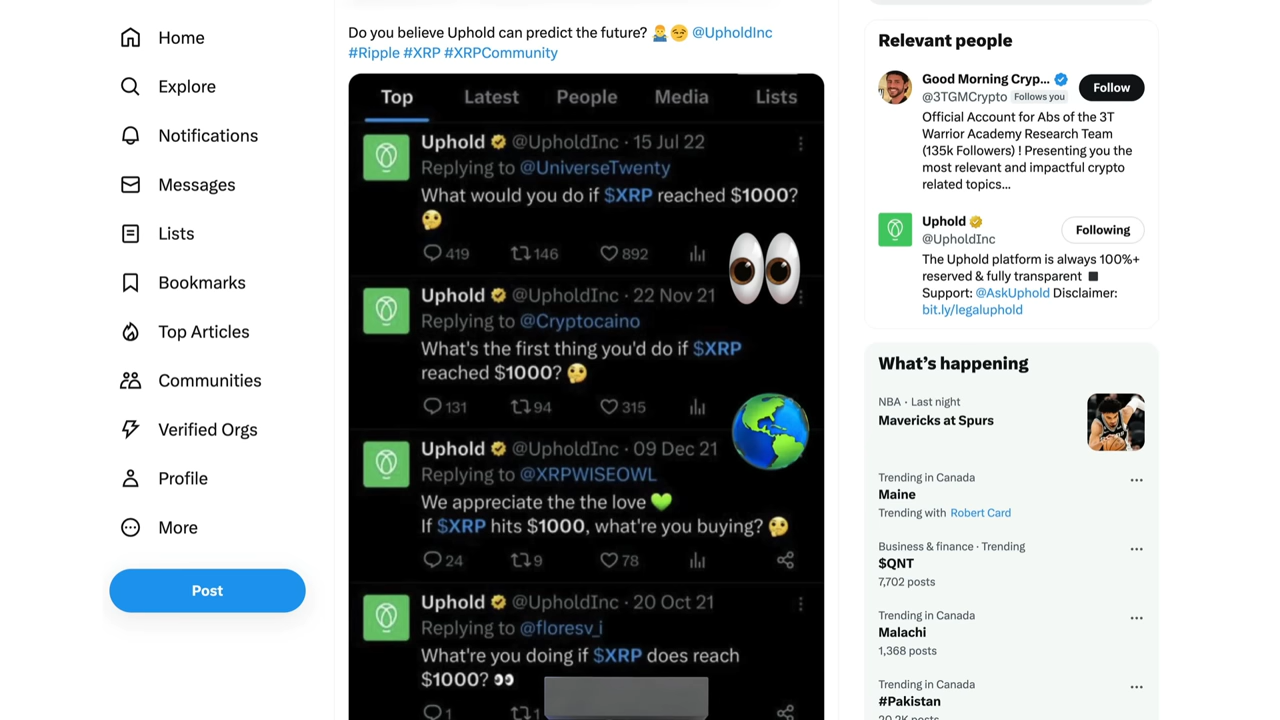 Home
Explore
Notifications
Messages
Lists
Bookmarks
Top Articles
Communities
Verified Orgs
Profile
More
Post
Do you believe Uphold can predict the future? 🤷‍♂️😏 @UpholdInc
#Ripple #XRP #XRPCommunity
Top Latest People Media Lists
Uphold @UpholdInc · 15 Jul 22
Replying to @UniverseTwenty
What would you do if $XRP reached $1000?
🤔
419 146 892
Uphold @UpholdInc · 22 Nov 21
Replying to @Cryptocaino
What's the first thing you'd do if $XRP
reached $1000? 🤔
131 94 315
Uphold @UpholdInc · 09 Dec 21
Replying to @XRPWISEOWL
We appreciate the the love 💚
If $XRP hits $1000, what're you buying? 🤔
24 9 78
Uphold @UpholdInc · 20 Oct 21
Replying to @floresv_i
What're you doing if $XRP does reach
$1000? 👀
1 1
Relevant people
Good Morning Cryp...
@3TGMCrypto Follows you
Follow
Official Account for Abs of the 3T
Warrior Academy Research Team
(135k Followers) ! Presenting you the
most relevant and impactful crypto
related topics...
Uphold
@UpholdInc
Following
The Uphold platform is always 100%+
reserved & fully transparent ◼
Support: @AskUphold Disclaimer:
bit.ly/legaluphold
What's happening
NBA · Last night
Mavericks at Spurs
Trending in Canada
Maine
Trending with Robert Card
Business & finance · Trending
$QNT
7,702 posts
Trending in Canada
Malachi
1,368 posts
Trending in Canada
#Pakistan
20.2K posts